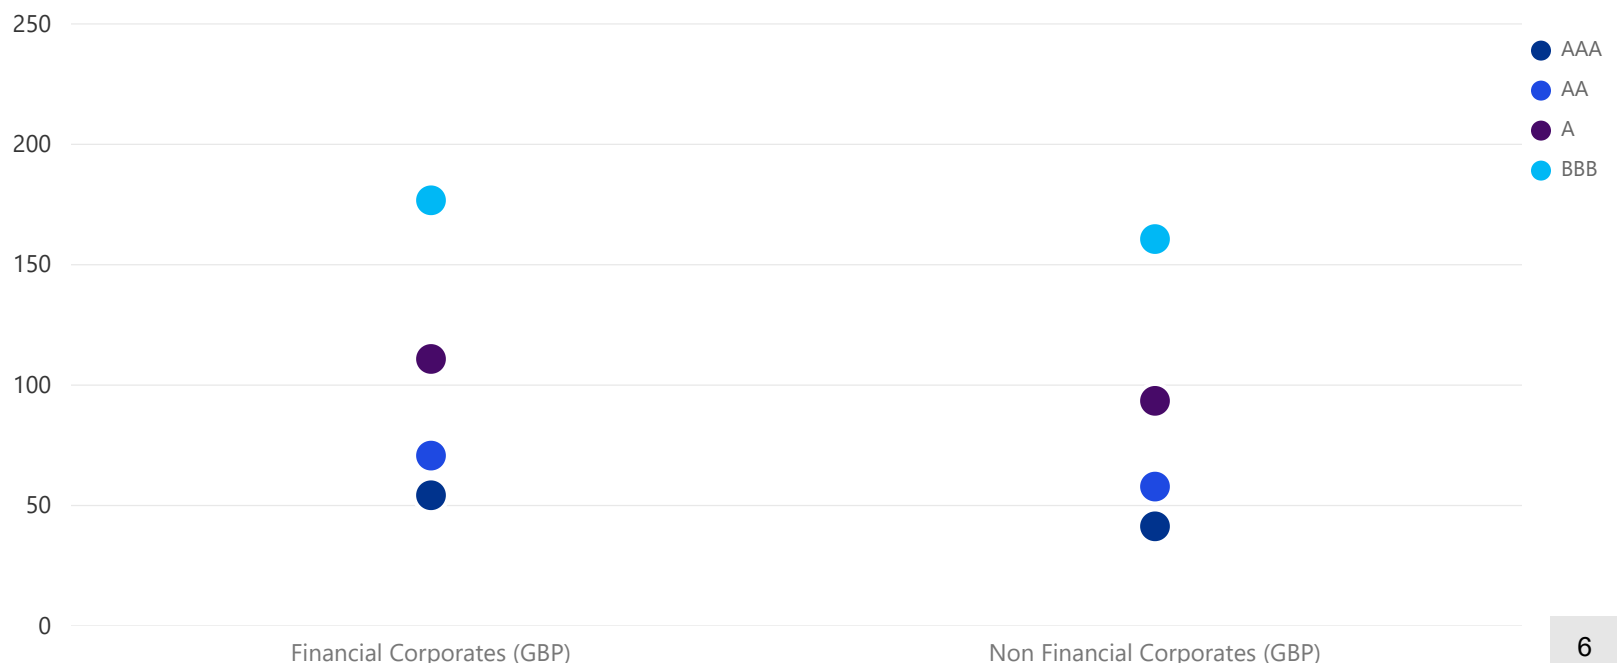 250
200
150
100
50
0
Financial Corporates (GBP)
Non Financial Corporates (GBP)
AAA
AA
A
BBB
6